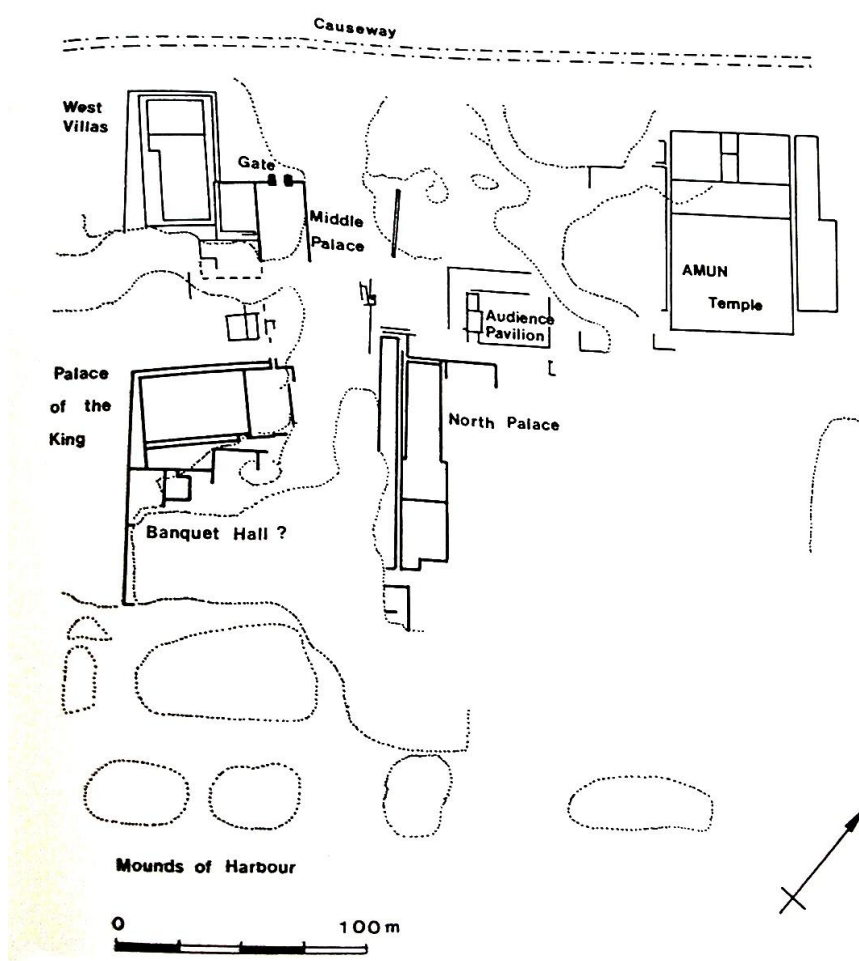 Causeway
West
Villas
Gate
Middle
Palace
AMUN
Temple
Audience
Pavilion
Palace
of the
King
North Palace
Banquet Hall ?
Mounds of Harbour
0 100m